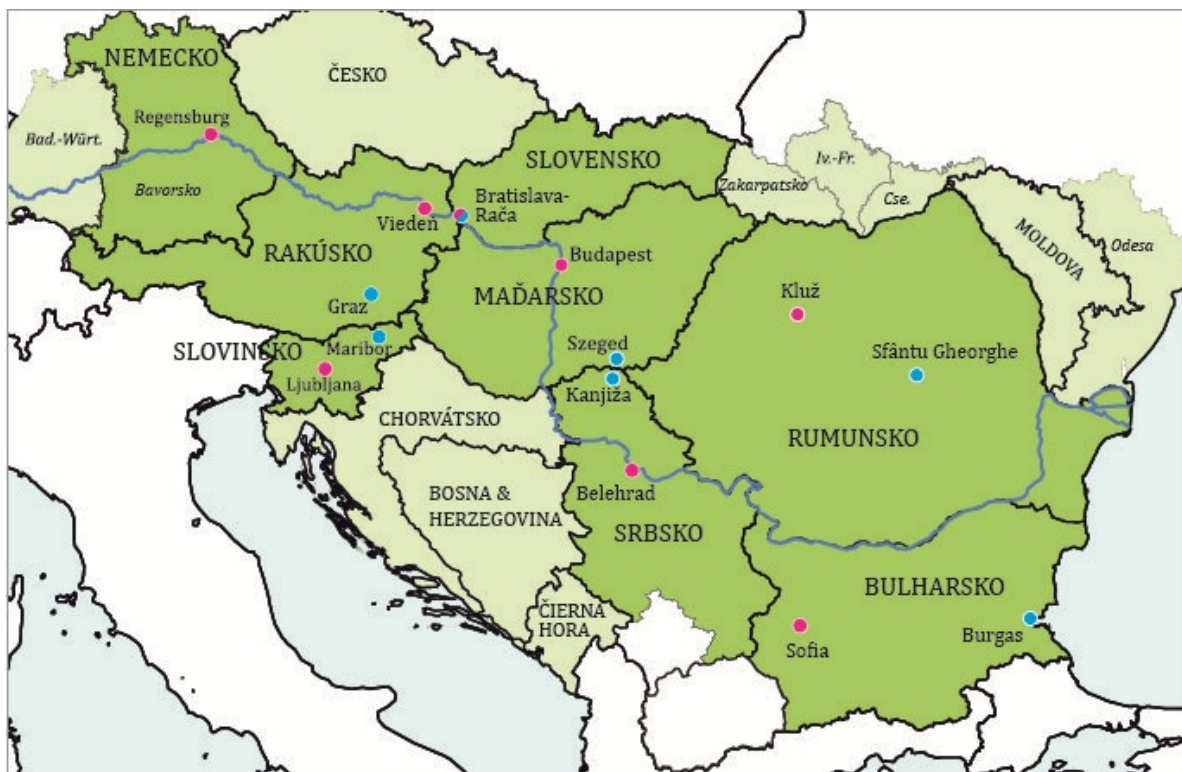 NEMECKO
ČESKO
Regensburg
Bad.-Würt.
Bavorsko
SLOVENSKO
Iv.-Fr.
Zakarpatsko
Cse.
Bratislava-
Rača
Viedeň
MOLDOVA
Odesa
RAKÚSKO
Budapest
MAĎARSKO
Kluž
Graz
SLOVINSKO
Maribor
Szeged
Sfântu Gheorghe
Ljubljana
Kanjiža
CHORVÁTSKO
RUMUNSKO
Belehrad
BOSNA &
HERZEGOVINA
SRBSKO
BULHARSKO
ČIERNA
HORA
Sofia
Burgas